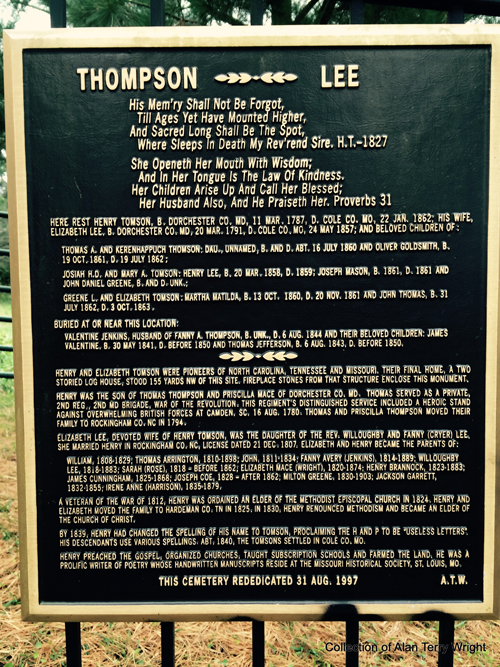 THOMPSON LEE
His Mem'ry Shall Not Be Forgot,
Till Ages Yet Have Mounted Higher,
And Sacred Long Shall Be The Spot,
Where Sleeps In Death My Rev'rend Sire. H.T.-1827
She Openeth Her Mouth With Wisdom;
And In Her Tongue Is The Law Of Kindness.
Her Children Arise Up And Call Her Blessed;
Her Husband Also, And He Praiseth Her. Proverbs 31
HERE REST HENRY TOMSON, B. DORCHESTER CO. MD, 11 MAR. 1787, D. COLE CO. MO, 22 JAN. 1862; HIS WIFE,
ELIZABETH LEE, B. DORCHESTER CO. MD, 20 MAR. 1791, D. COLE CO. MO, 24 MAY 1857; AND BELOVED CHILDREN OF:
THOMAS A. AND KERENHAPPUCH THOMSON: DAU., UNNAMED, B. AND D. ABT. 16 JULY 1860 AND OLIVER GOLDSMITH, B.
19 OCT. 1861, D. 19 JULY 1862;
JOSIAH H.D. AND MARY A. TOMSON: HENRY LEE, B. 20 MAR. 1858, D. 1859; JOSEPH MASON, B. 1861, D. 1861 AND
JOHN DANIEL GREENE, B. AND D. UNK.;
GREENE L. AND ELIZABETH TOMSON: MARTHA MATILDA, B. 13 OCT. 1860, D. 20 NOV. 1861 AND JOHN THOMAS, B. 31
JULY 1862, D. 3 OCT. 1863.
BURIED AT OR NEAR THIS LOCATION:
VALENTINE JENKINS, HUSBAND OF FANNY A. THOMPSON, B. UNK., D. 6 AUG. 1844 AND THEIR BELOVED CHILDREN: JAMES
VALENTINE, B. 30 MAY 1841, D. BEFORE 1850 AND THOMAS JEFFERSON, B. 6 AUG. 1843, D. BEFORE 1850.
HENRY AND ELIZABETH TOMSON WERE PIONEERS OF NORTH CAROLINA, TENNESSEE AND MISSOURI. THEIR FINAL HOME, A TWO
STORIED LOG HOUSE, STOOD 155 YARDS NW OF THIS SITE. FIREPLACE STONES FROM THAT STRUCTURE ENCLOSE THIS MONUMENT.
HENRY WAS THE SON OF THOMAS THOMPSON AND PRISCILLA MACE OF DORCHESTER CO. MD. THOMAS SERVED AS A PRIVATE,
2ND REG., 2ND MD BRIGADE, WAR OF THE REVOLUTION. THIS REGIMENT'S DISTINGUISHED SERVICE INCLUDED A HEROIC STAND
AGAINST OVERWHELMING BRITISH FORCES AT CAMDEN, SC. 16 AUG. 1780. THOMAS AND PRISCILLA THOMPSON MOVED THEIR
FAMILY TO ROCKINGHAM CO. NC IN 1794.
ELIZABETH LEE, DEVOTED WIFE OF HENRY TOMSON, WAS THE DAUGHTER OF THE REV. WILLOUGHBY AND FANNY (CRYER) LEE.
SHE MARRIED HENRY IN ROCKINGHAM CO. NC, LICENSE DATED 21 DEC. 1807. ELIZABETH AND HENRY BECAME THE PARENTS OF:
WILLIAM, 1808-1829; THOMAS ARRINGTON, 1810-1898; JOHN, 1811-1834; FANNY AVERY (JENKINS), 1814-1889; WILLOUGHBY
LEE, 1816-1883; SARAH (ROSE), 1818 - BEFORE 1862; ELIZABETH MACE (WRIGHT), 1820-1874; HENRY BRANNOCK, 1823-1883;
JAMES CUNNINGHAM, 1825-1868; JOSEPH COE, 1828 - AFTER 1862; MILTON GREENE, 1830-1903; JACKSON GARRETT,
1832-1855; IRENE ANNE (HARRISON), 1835-1879.
A VETERAN OF THE WAR OF 1812, HENRY WAS ORDAINED AN ELDER OF THE METHODIST EPISCOPAL CHURCH IN 1824. HENRY AND
ELIZABETH MOVED THE FAMILY TO HARDEMAN CO. TN IN 1825. IN 1830, HENRY RENOUNCED METHODISM AND BECAME AN ELDER OF
THE CHURCH OF CHRIST.
BY 1839, HENRY HAD CHANGED THE SPELLING OF HIS NAME TO TOMSON, PROCLAIMING THE H AND P TO BE "USELESS LETTERS".
HIS DESCENDANTS USE VARIOUS SPELLINGS. ABT. 1840, THE TOMSONS SETTLED IN COLE CO. MO.
HENRY PREACHED THE GOSPEL, ORGANIZED CHURCHES, TAUGHT SUBSCRIPTION SCHOOLS AND FARMED THE LAND. HE WAS A
PROLIFIC WRITER OF POETRY WHOSE HANDWRITTEN MANUSCRIPTS RESIDE AT THE MISSOURI HISTORICAL SOCIETY, ST. LOUIS, MO.
THIS CEMETERY REDEDICATED 31 AUG. 1997 A.T.W.
Collection of Alan Terry Wright